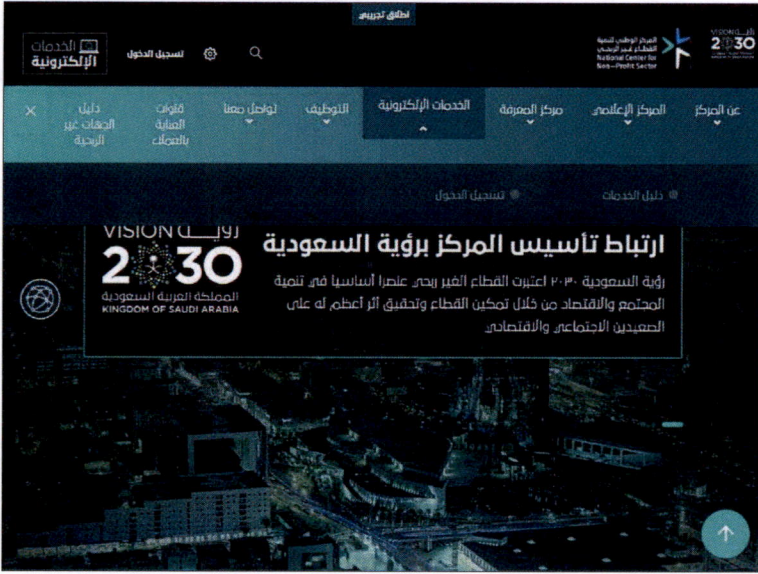 انطلاق تجريبي
رؤيــــة VISION
2030
المركز الوطني لتنمية
القطاع غير الربحي
National Center for
Non-Profit Sector
تسجيل الدخول
الخدمات
الإلكترونية
عن المركز
المركز الإعلامي
مركز المعرفة
الخدمات الإلكترونية
التوظيف
تواصل معنا
قنوات
العناية
بالعملاء
دليل
الجهات غير
الربحية
دليل الخدمات
تسجيل الدخول
VISION رؤيــــة
2030
المملكة العربية السعودية
KINGDOM OF SAUDI ARABIA
ارتباط تأسيس المركز برؤية السعودية
رؤية السعودية ٢٠٣٠ اعتبرت القطاع الغير ربحي عنصرا أساسيا في تنمية
المجتمع والاقتصاد من خلال تمكين القطاع وتحقيق أثر أعظم له على
الصعيدين الاجتماعي والاقتصادي